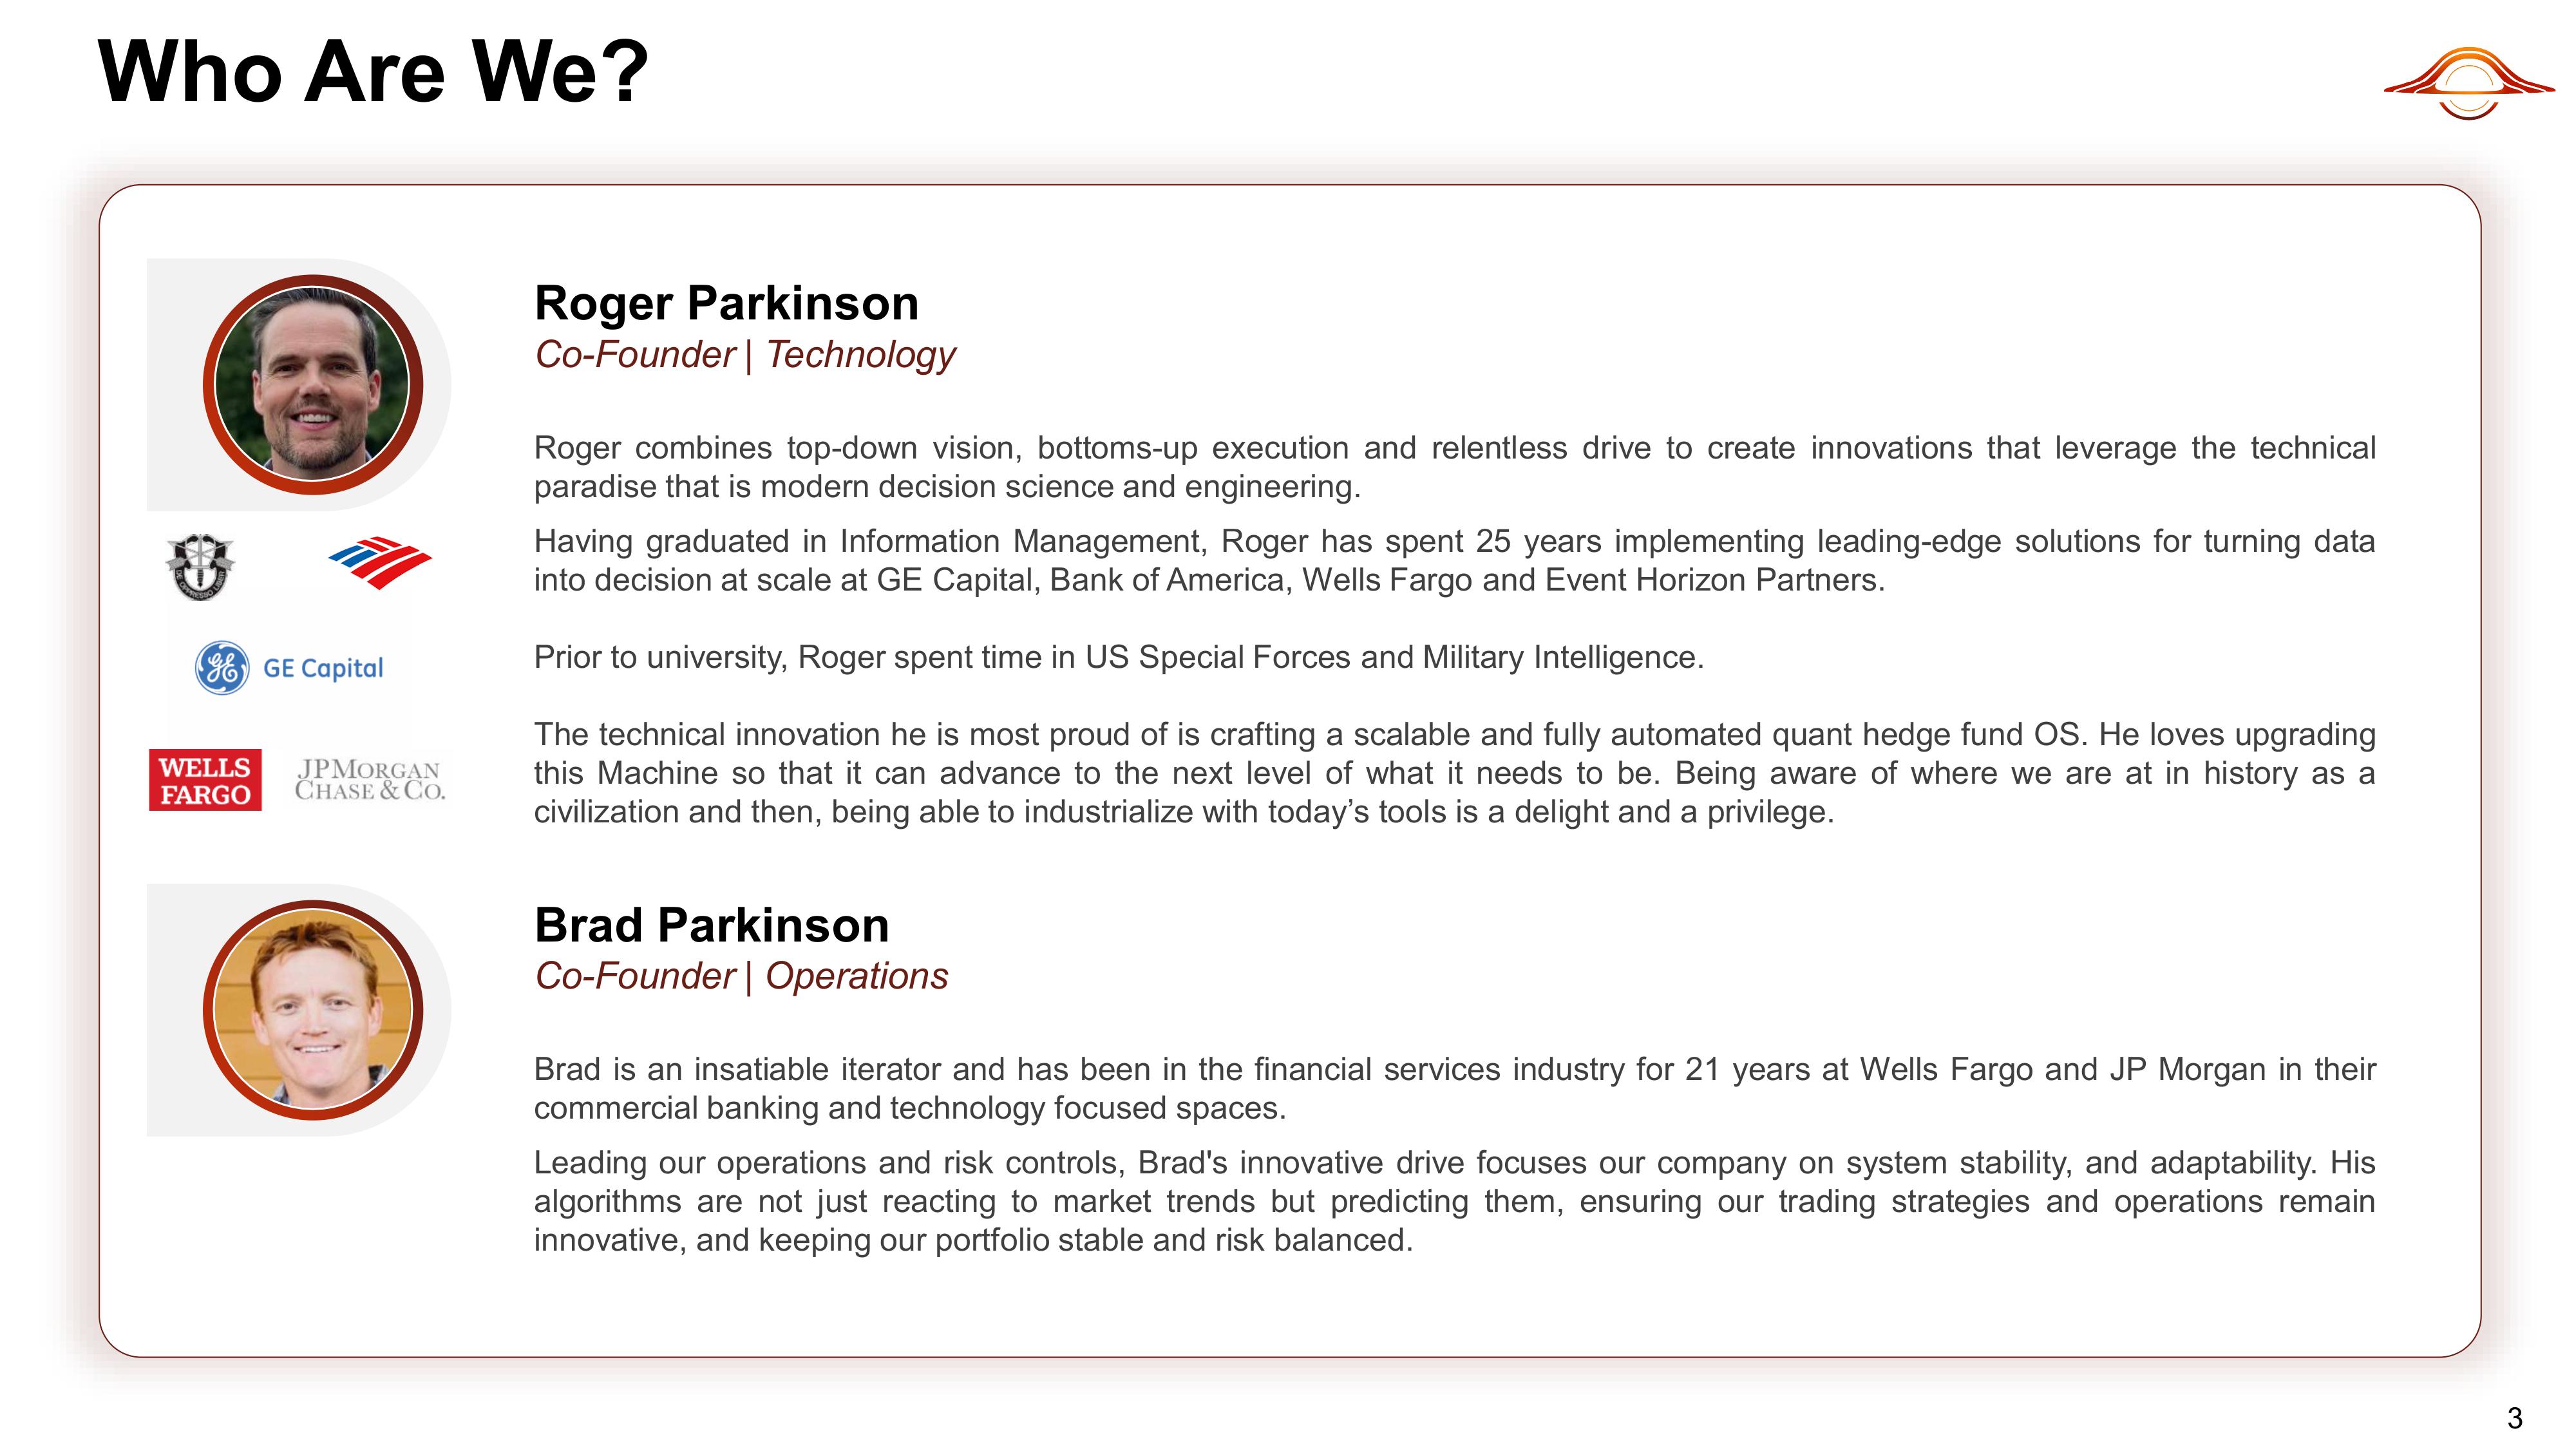 Who Are We?
Roger Parkinson
Co-Founder | Technology
Roger combines top-down vision, bottoms-up execution and relentless drive to create innovations that leverage the technical
paradise that is modern decision science and engineering.
Having graduated in Information Management, Roger has spent 25 years implementing leading-edge solutions for turning data
into decision at scale at GE Capital, Bank of America, Wells Fargo and Event Horizon Partners.
Prior to university, Roger spent time in US Special Forces and Military Intelligence.
The technical innovation he is most proud of is crafting a scalable and fully automated quant hedge fund OS. He loves upgrading
this Machine so that it can advance to the next level of what it needs to be. Being aware of where we are at in history as a
civilization and then, being able to industrialize with today’s tools is a delight and a privilege.
GE Capital
WELLS
FARGO
JPMORGAN
CHASE & CO.
Brad Parkinson
Co-Founder | Operations
Brad is an insatiable iterator and has been in the financial services industry for 21 years at Wells Fargo and JP Morgan in their
commercial banking and technology focused spaces.
Leading our operations and risk controls, Brad's innovative drive focuses our company on system stability, and adaptability. His
algorithms are not just reacting to market trends but predicting them, ensuring our trading strategies and operations remain
innovative, and keeping our portfolio stable and risk balanced.
3